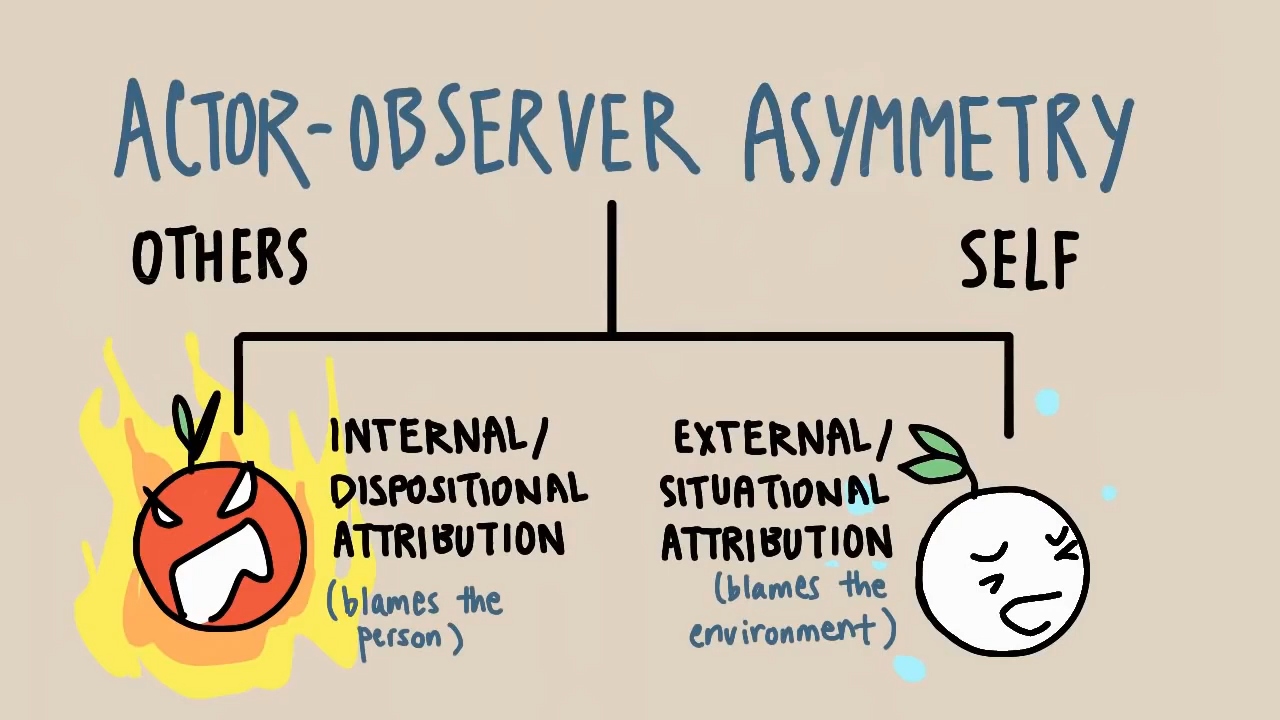 ACTOR-OBSERVER ASYMMETRY
OTHERS
SELF
INTERNAL/
DISPOSITIONAL
ATTRIBUTION
(blames the
person)
EXTERNAL/
SITUATIONAL
ATTRIBUTION
(blames the
environment)